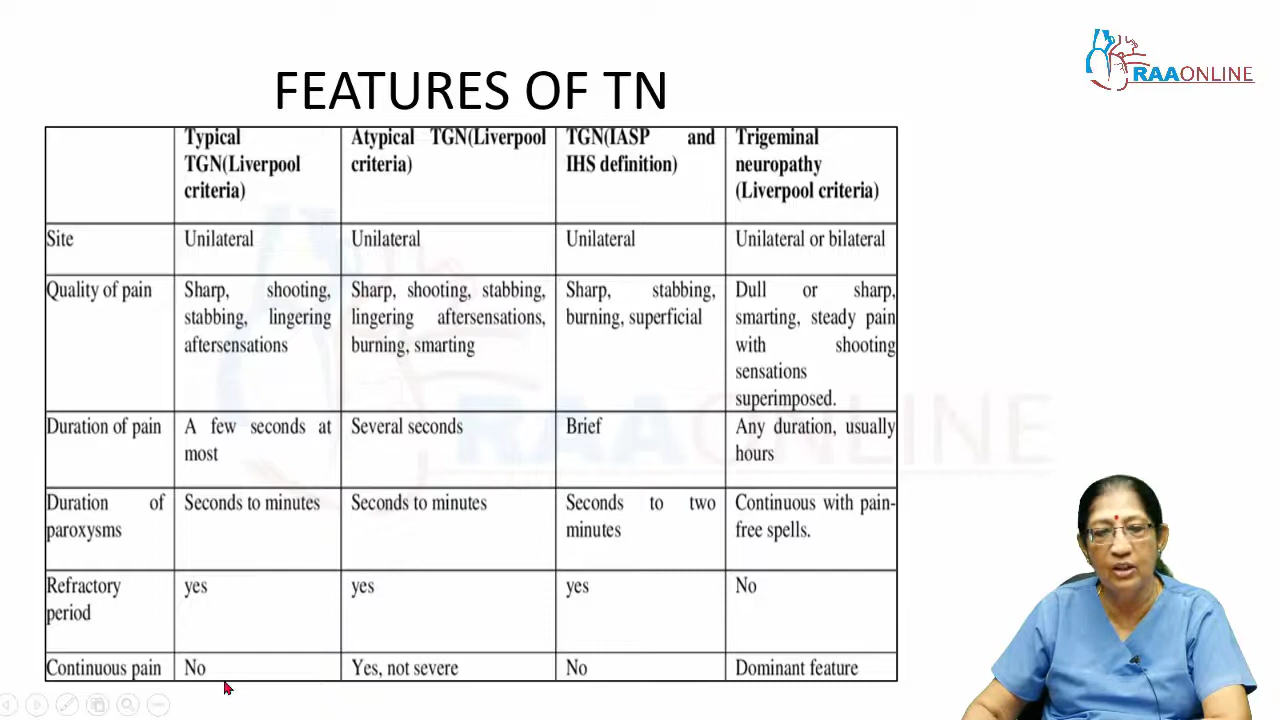 FEATURES OF TN
RAAONLINE
Typical TGN(Liverpool criteria)
Atypical TGN(Liverpool criteria)
TGN(IASP and IHS definition)
Trigeminal neuropathy (Liverpool criteria)
Site
Unilateral
Unilateral
Unilateral
Unilateral or bilateral
Quality of pain
Sharp, shooting, stabbing, lingering aftersensations
Sharp, shooting, stabbing, lingering aftersensations, burning, smarting
Sharp, stabbing, burning, superficial
Dull or sharp, smarting, steady pain with shooting sensations superimposed.
Duration of pain
A few seconds at most
Several seconds
Brief
Any duration, usually hours
Duration of paroxysms
Seconds to minutes
Seconds to minutes
Seconds to two minutes
Continuous with pain-free spells.
Refractory period
yes
yes
yes
No
Continuous pain
No
Yes, not severe
No
Dominant feature
RAAONLINE